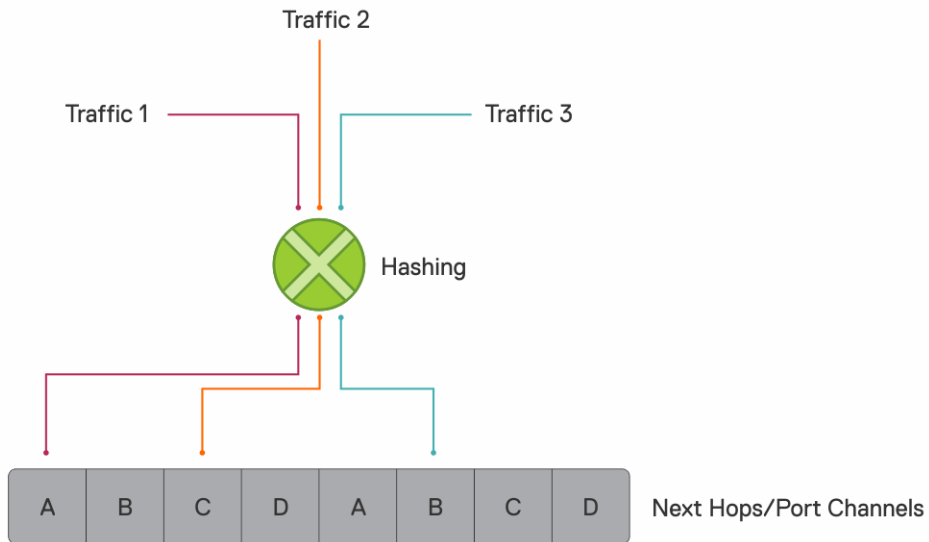 Traffic 2
Traffic 1
Traffic 3
Hashing
A B C D A B C D
Next Hops/Port Channels